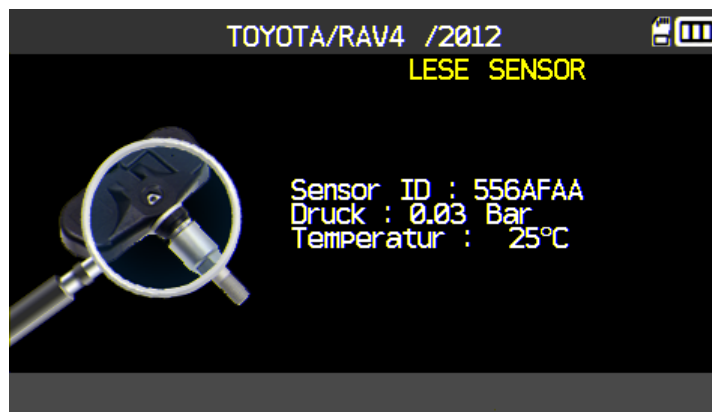 TOYOTA/RAV4 /2012
LESE SENSOR
Sensor ID : 556AFAA
Druck : 0.03 Bar
Temperatur : 25°C